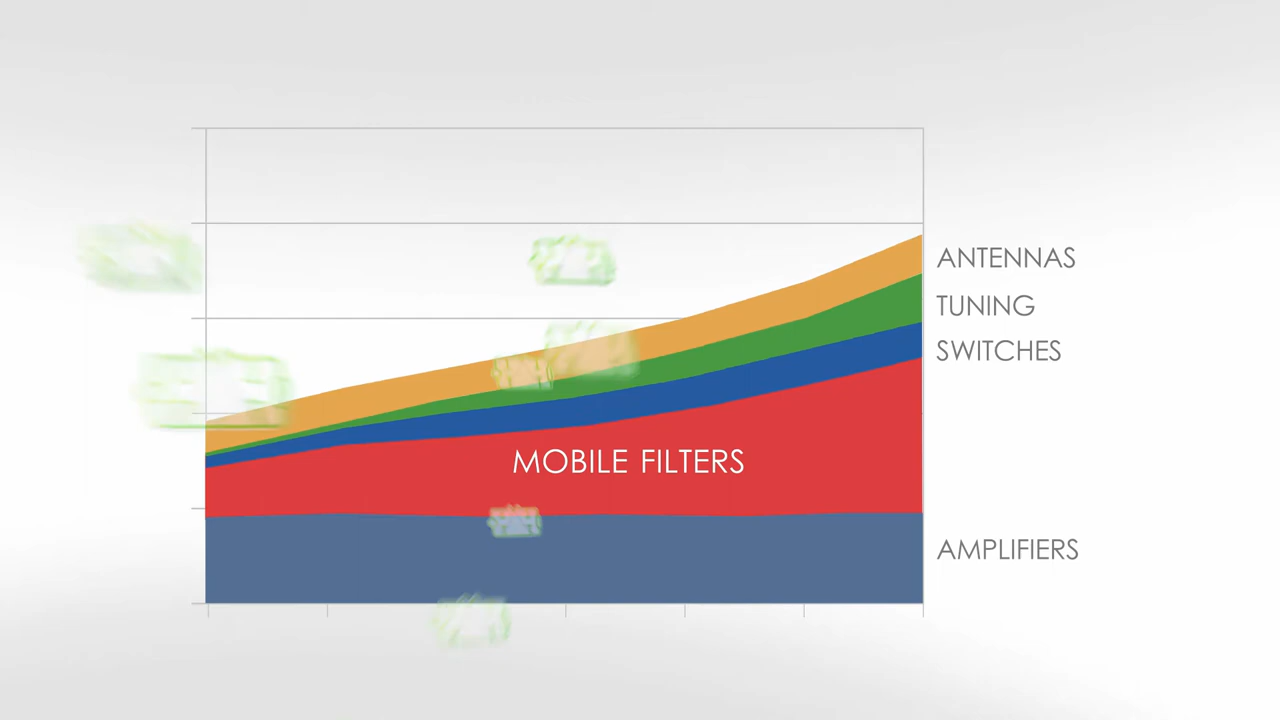 ANTENNAS
TUNING
SWITCHES
MOBILE FILTERS
AMPLIFIERS